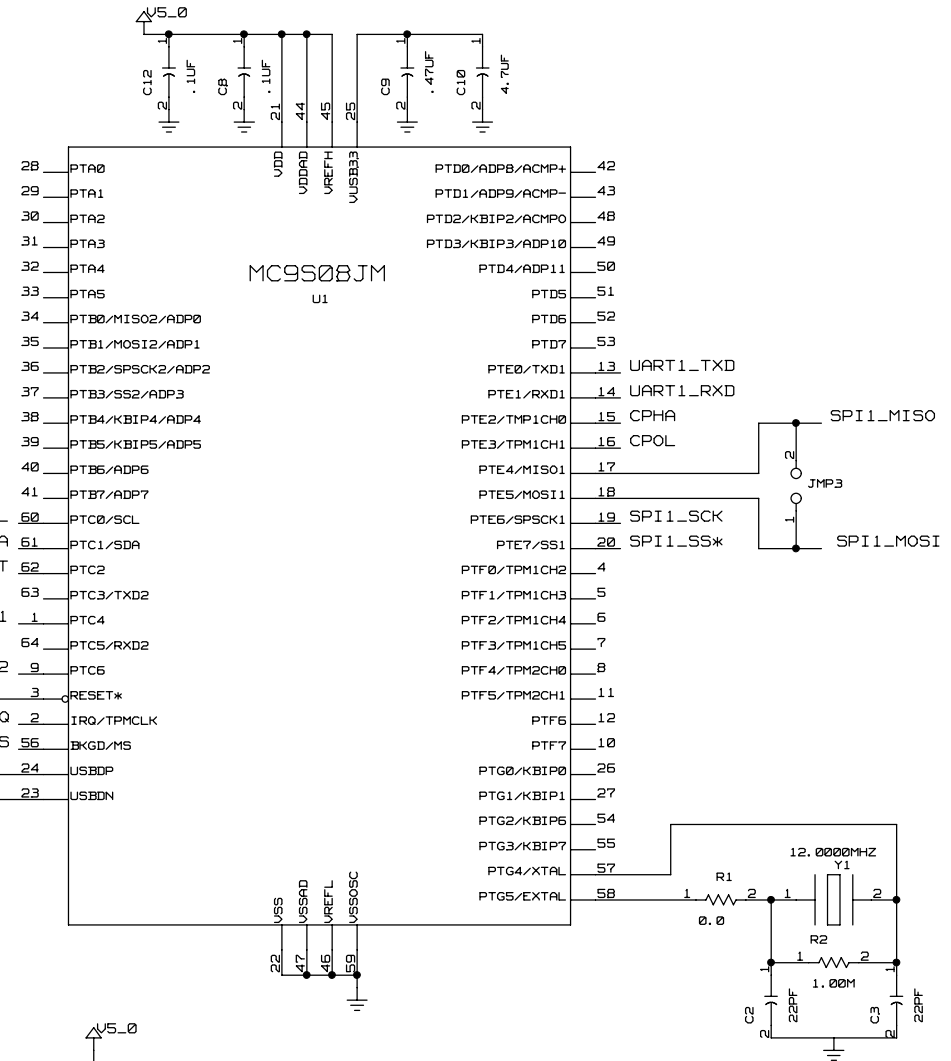 V5_0
1 1 1 1
C12 .1UF C8 .1UF C9 .47UF C10 4.7UF
2 2 2 2
21 44 45 25
VDD VDDAD VREFH VUSB33
MC9S08JM
U1
28 PTA0
29 PTA1
30 PTA2
31 PTA3
32 PTA4
33 PTA5
34 PTB0/MISO2/ADP0
35 PTB1/MOSI2/ADP1
36 PTB2/SPSCK2/ADP2
37 PTB3/SS2/ADP3
38 PTB4/KBIP4/ADP4
39 PTB5/KBIP5/ADP5
40 PTB6/ADP6
41 PTB7/ADP7
60 PTC0/SCL
A 61 PTC1/SDA
T 62 PTC2
63 PTC3/TXD2
1 1 PTC4
64 PTC5/RXD2
2 9 PTC6
3 RESET*
Q 2 IRQ/TPMCLK
S 56 BKGD/MS
24 USBDP
23 USBDN
PTD0/ADP8/ACMP+ 42
PTD1/ADP9/ACMP- 43
PTD2/KBIP2/ACMPO 48
PTD3/KBIP3/ADP10 49
PTD4/ADP11 50
PTD5 51
PTD6 52
PTD7 53
PTE0/TXD1 13 UART1_TXD
PTE1/RXD1 14 UART1_RXD
PTE2/TMP1CH0 15 CPHA
PTE3/TPM1CH1 16 CPOL
PTE4/MISO1 17
PTE5/MOSI1 18
PTE6/SPSCK1 19 SPI1_SCK
PTE7/SS1 20 SPI1_SS*
PTF0/TPM1CH2 4
PTF1/TPM1CH3 5
PTF2/TPM1CH4 6
PTF3/TPM1CH5 7
PTF4/TPM2CH0 8
PTF5/TPM2CH1 11
PTF6 12
PTF7 10
PTG0/KBIP0 26
PTG1/KBIP1 27
PTG2/KBIP6 54
PTG3/KBIP7 55
PTG4/XTAL 57
PTG5/EXTAL 58
SPI1_MISO
2
JMP3
1
SPI1_MOSI
12.0000MHZ
Y1
1 2
R1
1 2
0.0
R2
1 2
1.00M
1 1
C2 22PF C3 22PF
2 2
VSS VSSAD VREFL VSSOSC
22 47 46 59
V5_0